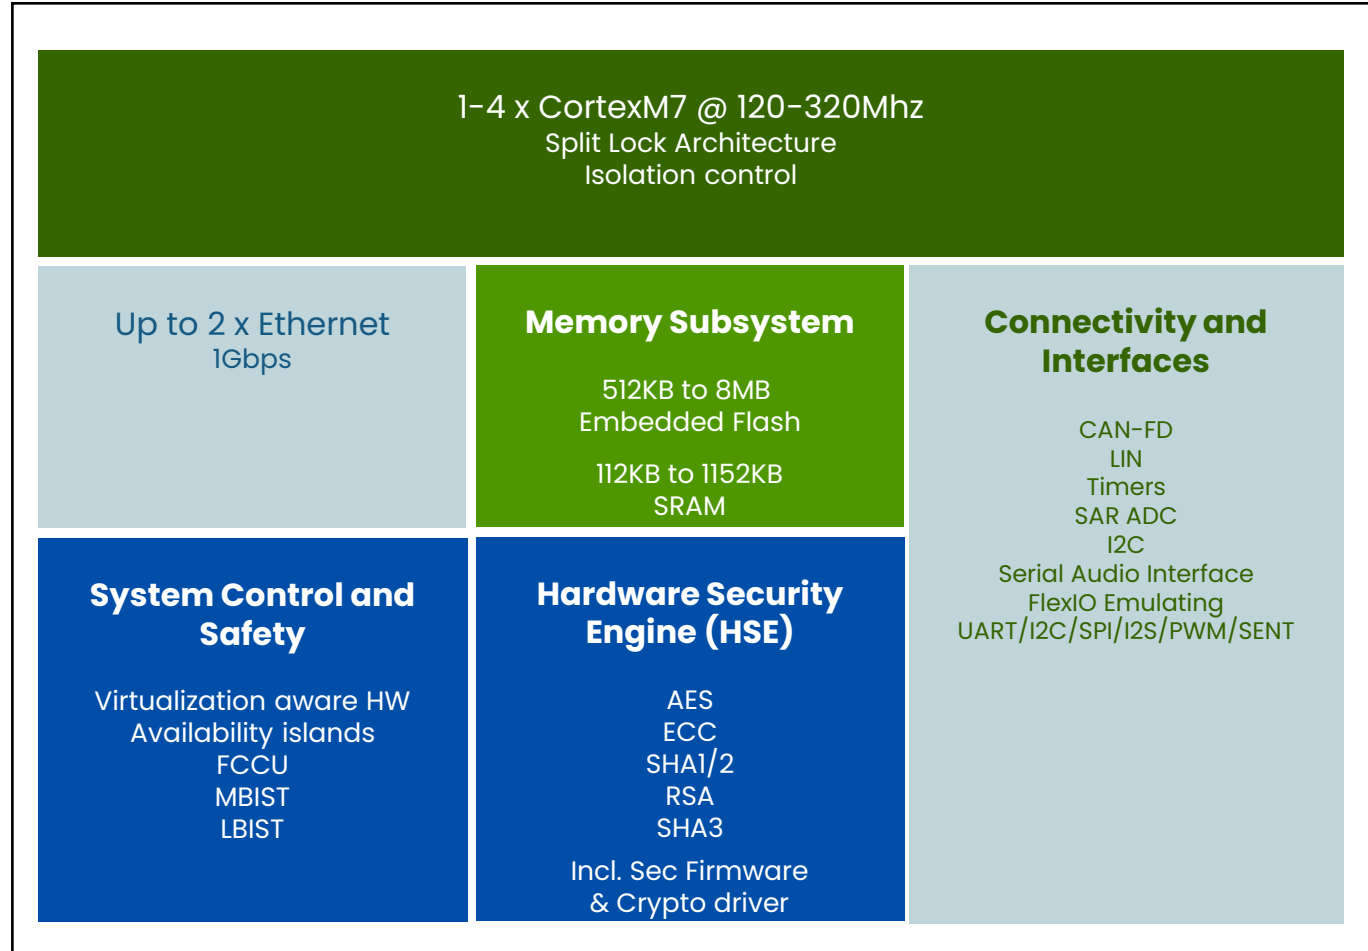 1-4 x CortexM7 @ 120-320Mhz
Split Lock Architecture
Isolation control
Up to 2 x Ethernet
1Gbps
Memory Subsystem
512KB to 8MB
Embedded Flash
112KB to 1152KB
SRAM
Connectivity and
Interfaces
CAN-FD
LIN
Timers
SAR ADC
I2C
Serial Audio Interface
FlexIO Emulating
UART/I2C/SPI/I2S/PWM/SENT
System Control and
Safety
Virtualization aware HW
Availability islands
FCCU
MBIST
LBIST
Hardware Security
Engine (HSE)
AES
ECC
SHA1/2
RSA
SHA3
Incl. Sec Firmware
& Crypto driver